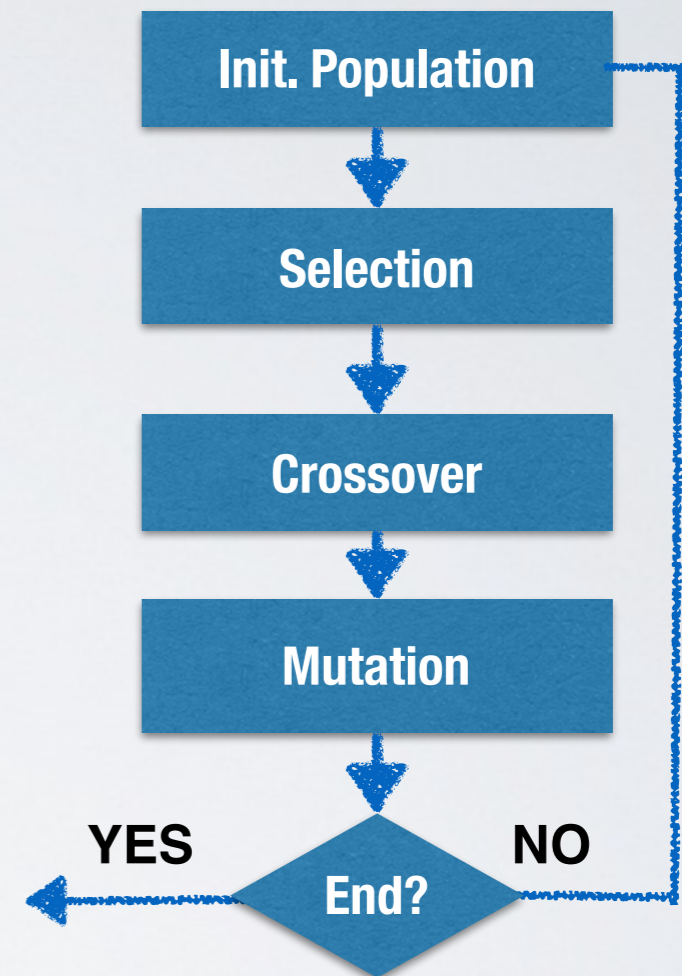 Init. Population
Selection
Crossover
Mutation
YES
NO
End?